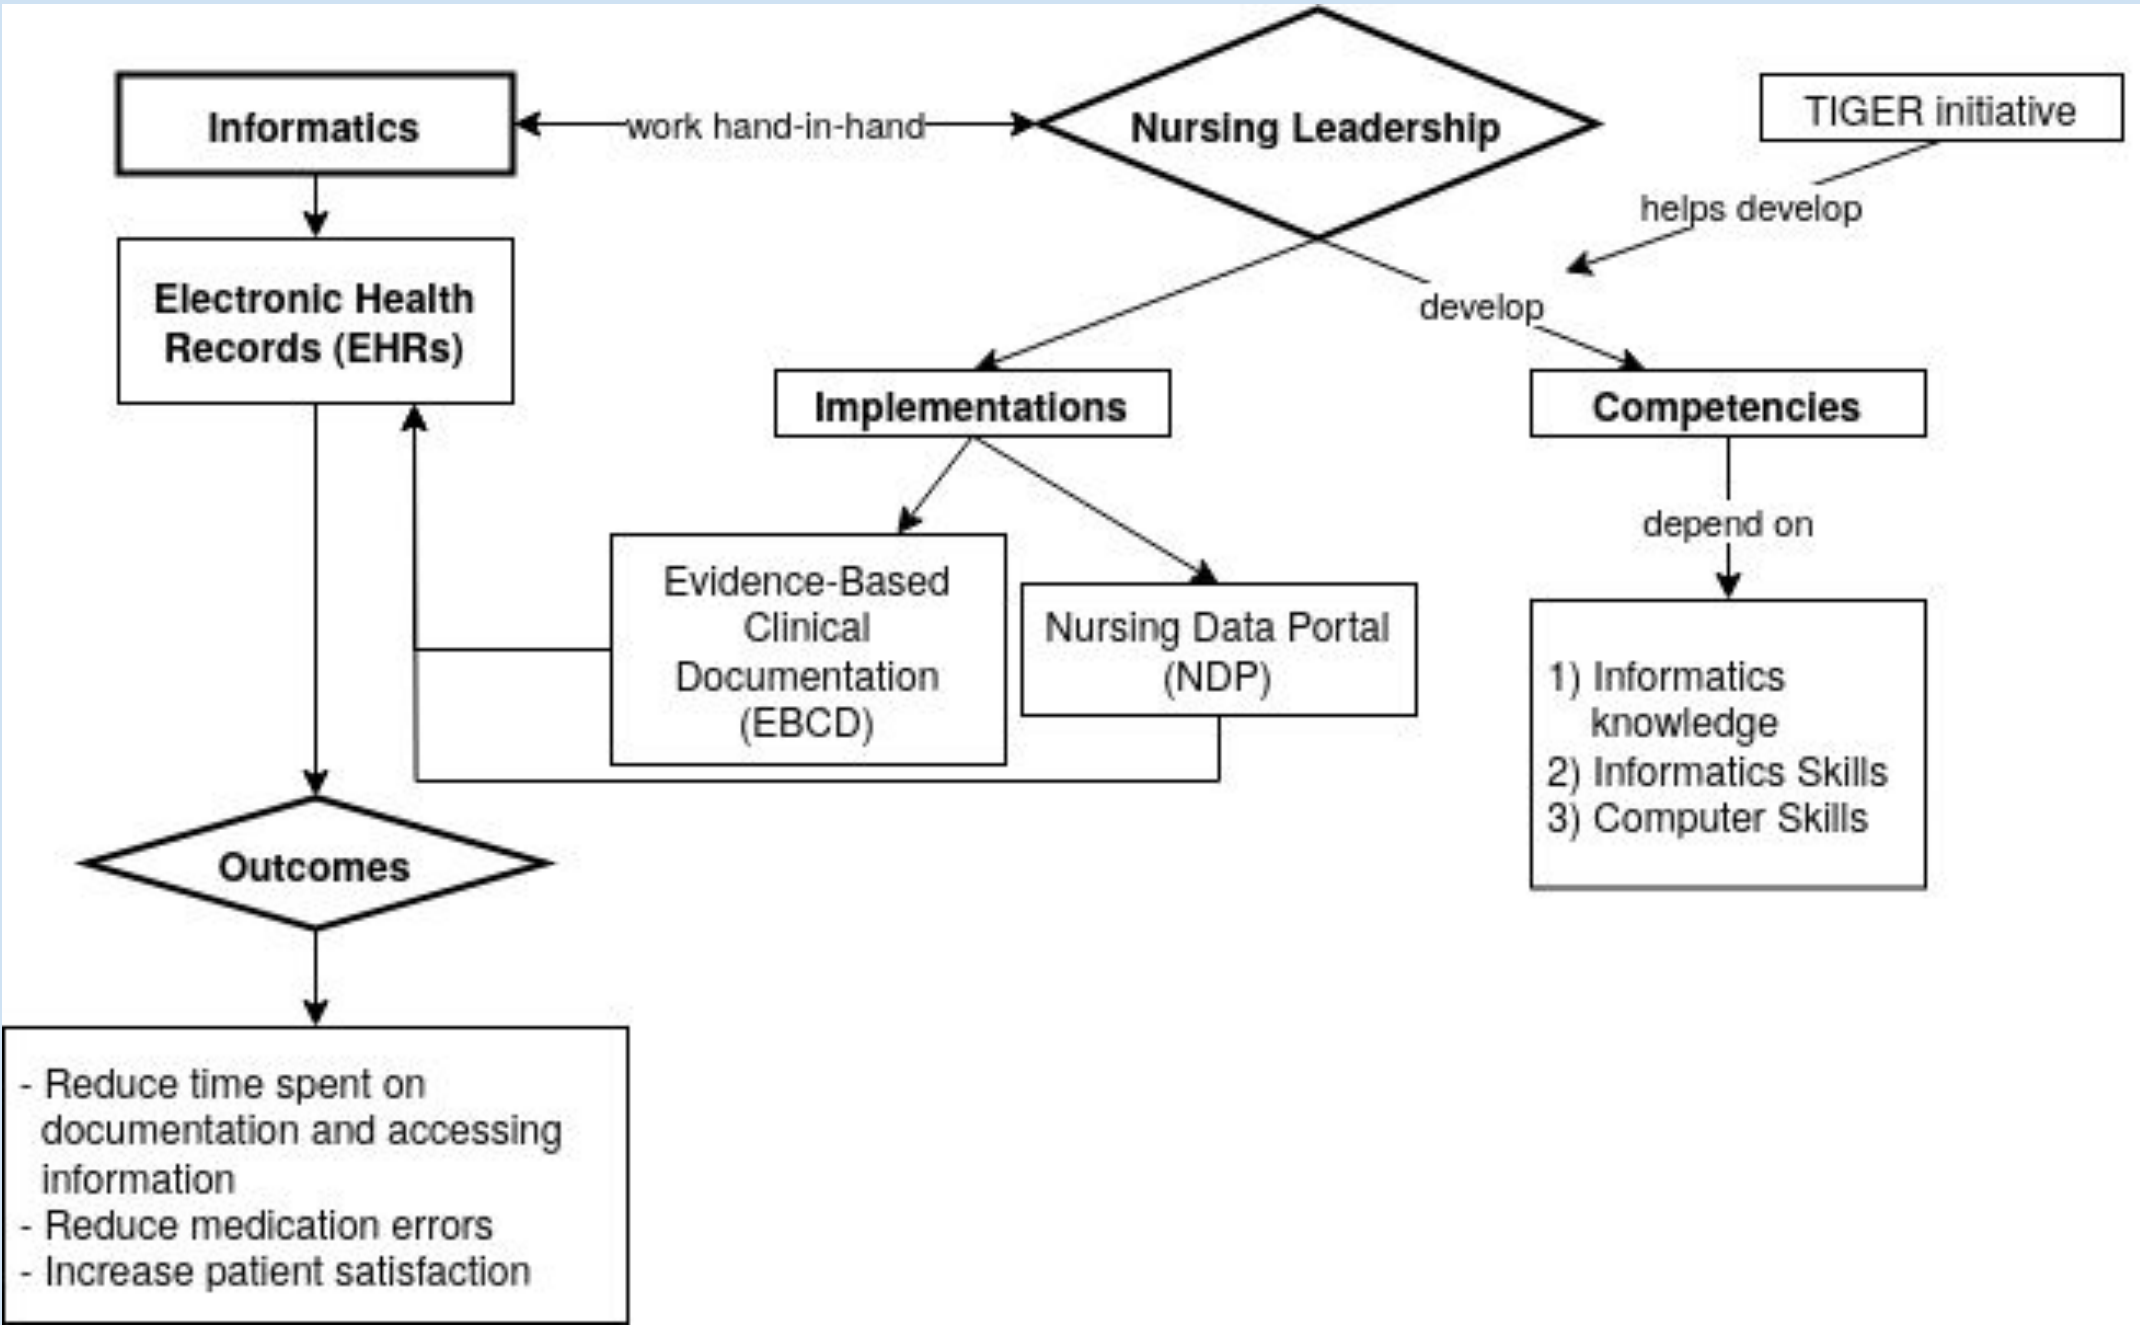 Informatics
work hand-in-hand
Nursing Leadership
TIGER initiative
helps develop
Electronic Health
Records (EHRs)
develop
Implementations
Competencies
depend on
Evidence-Based
Clinical
Documentation
(EBCD)
Nursing Data Portal
(NDP)
1) Informatics
knowledge
2) Informatics Skills
3) Computer Skills
Outcomes
- Reduce time spent on
documentation and accessing
information
- Reduce medication errors
- Increase patient satisfaction